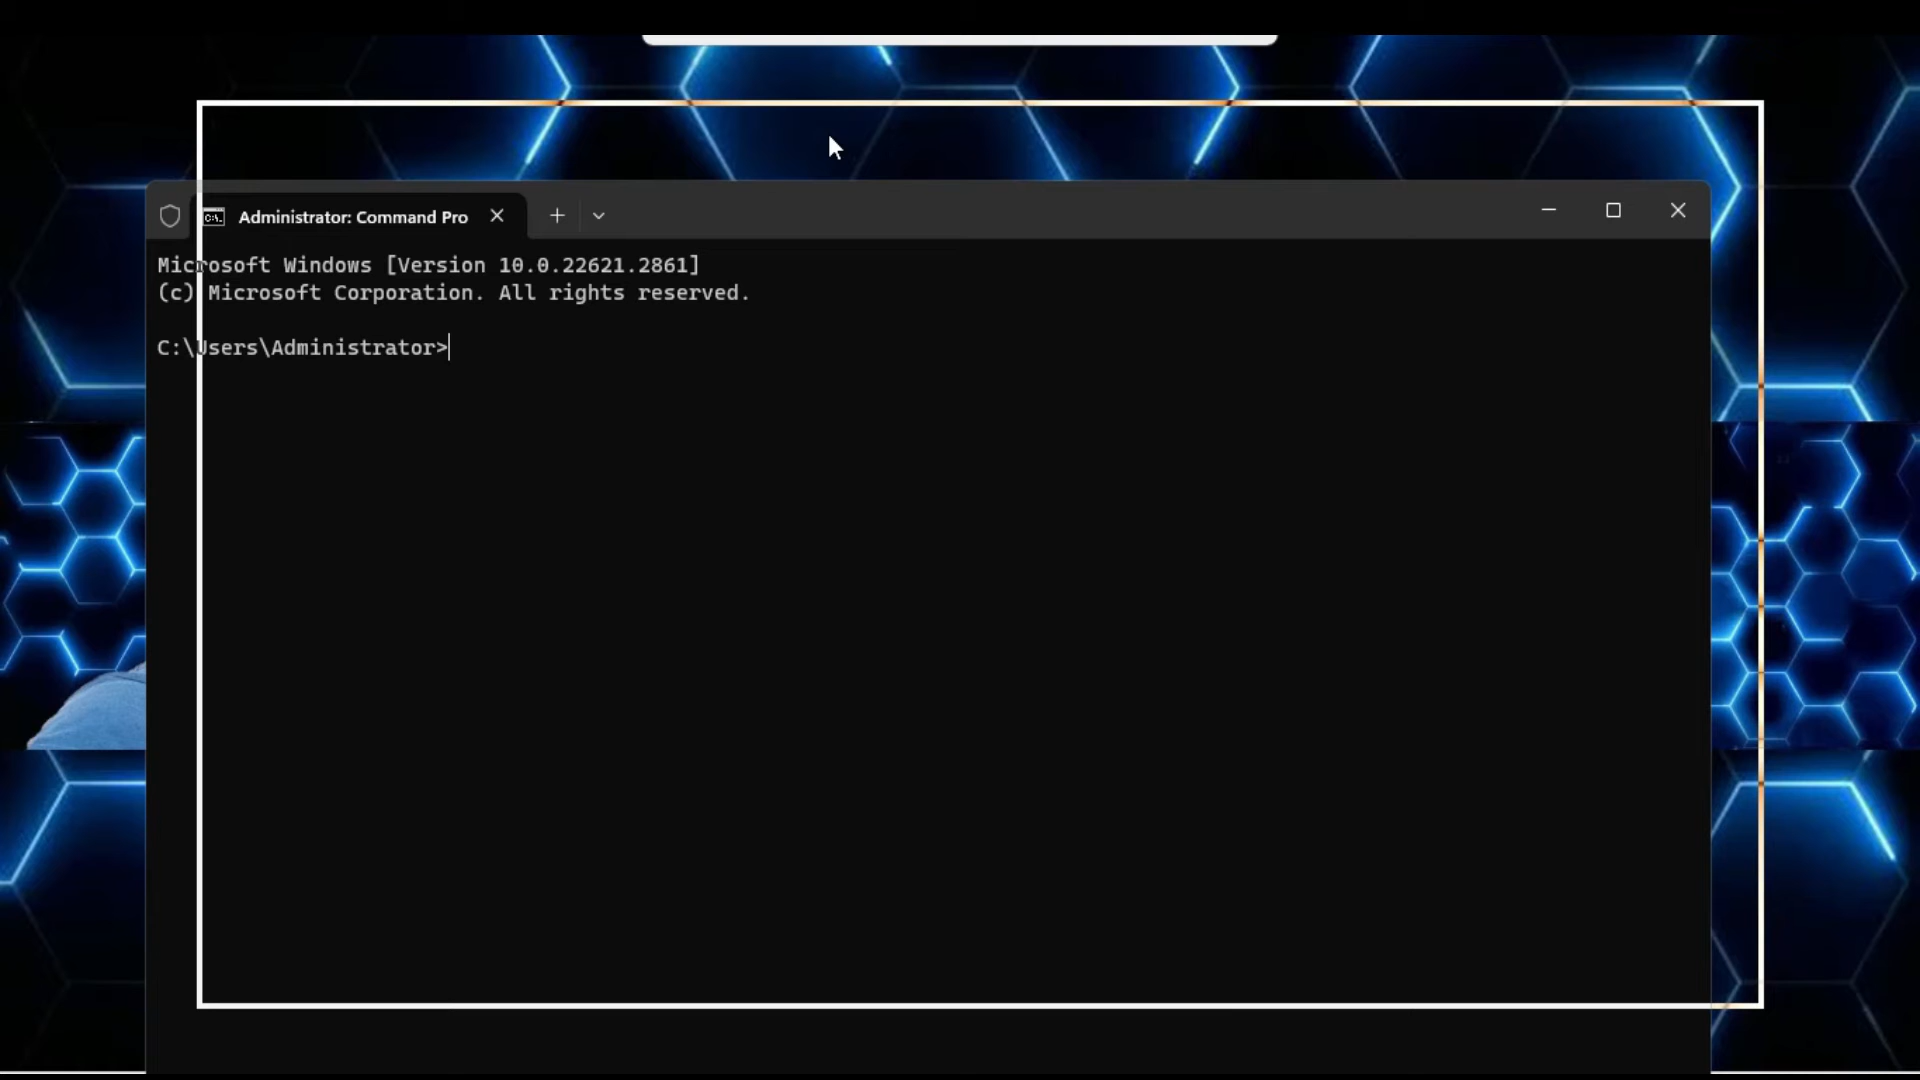 Administrator: Command Pro
Microsoft Windows [Version 10.0.22621.2861]
(c) Microsoft Corporation. All rights reserved.
C:\Users\Administrator>